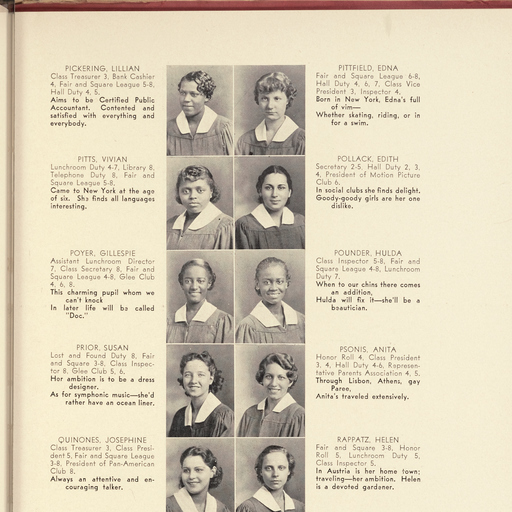 PICKERING, LILLIAN
Class Treasurer 3, Bank Cashier
4, Fair and Square League 5-8,
Hall Duty 4, 5.
Aims to be Certified Public
Accountant. Contented and
satisfied with everything and
everybody.
PITTS, VIVIAN
Lunchroom Duty 4-7, Library 8,
Telephone Duty 8, Fair and
Square League 5-8.
Came to New York at the age
of six. Shs finds all languages
interesting.
POYER, GILLESPIE
Assistant Lunchroom Director
7, Class Secretary 8, Fair and
Square League 4-8, Glee Club
4, 6, 8.
This charming pupil whom we
can't knock
In later life will be called
"Doc."
PRIOR, SUSAN
Lost and Found Duty 8, Fair
and Square 3-8, Class Inspec-
tor 8, Glee Club 5, 6.
Her ambition is to be a dress
designer.
As for symphonic music—she'd
rather have an ocean liner.
QUINONES, JOSEPHINE
Class Treasurer 3, Class Presi-
dent 5, Fair and Square League
3-8, President of Pan-American
Club 8.
Always an attentive and en-
couraging talker.
PITTFIELD, EDNA
Fair and Square League 6-8,
Hall Duty 4, 6, 7, Class Vice
President 3, Inspector 4,
Born in New York, Edna's full
of vim—
Whether skating, riding, or in
for a swim.
POLLACK, EDITH
Secretary 2-5, Hall Duty 2, 3,
4, President of Motion Picture
Club 6.
In social clubs she finds delight.
Goody-goody girls are her one
dislike.
POUNDER, HULDA
Class Inspector 5-8, Fair and
Square League 4-8, Lunchroom
Duty 7.
When to our chins there comes
an addition,
Hulda will fix it—she'll be a
beautician.
PSONIS, ANITA
Honor Roll 4, Class President
3, 4, Hall Duty 4-6, Represen-
tative Parents Association 4, 5.
Through Lisbon, Athens, gay
Paree,
Anita's traveled extensively.
RAPPATZ, HELEN
Fair and Square 3-8, Honor
Roll 5, Lunchroom Duty 5,
Class Inspector 5.
In Austria is her home town;
traveling—her ambition. Helen
is a devoted gardener.